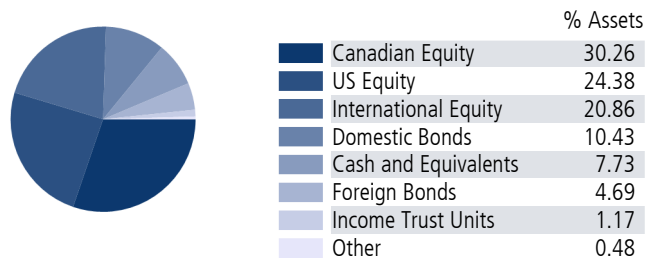 % Assets
Canadian Equity 30.26
US Equity 24.38
International Equity 20.86
Domestic Bonds 10.43
Cash and Equivalents 7.73
Foreign Bonds 4.69
Income Trust Units 1.17
Other 0.48